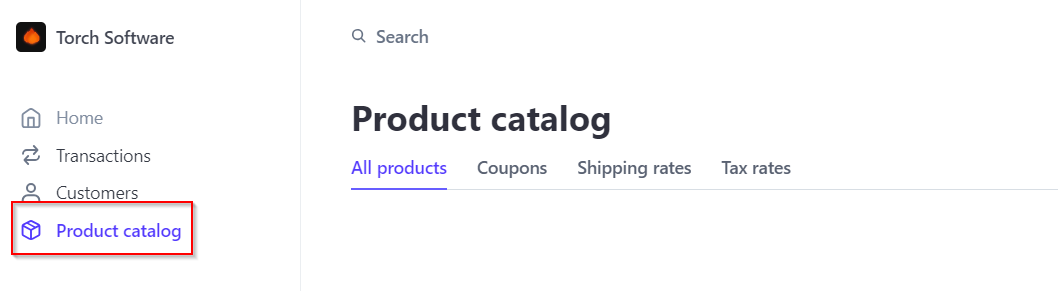 Torch Software
Search
Home
Transactions
Customers
Product catalog
Product catalog
All products Coupons Shipping rates Tax rates